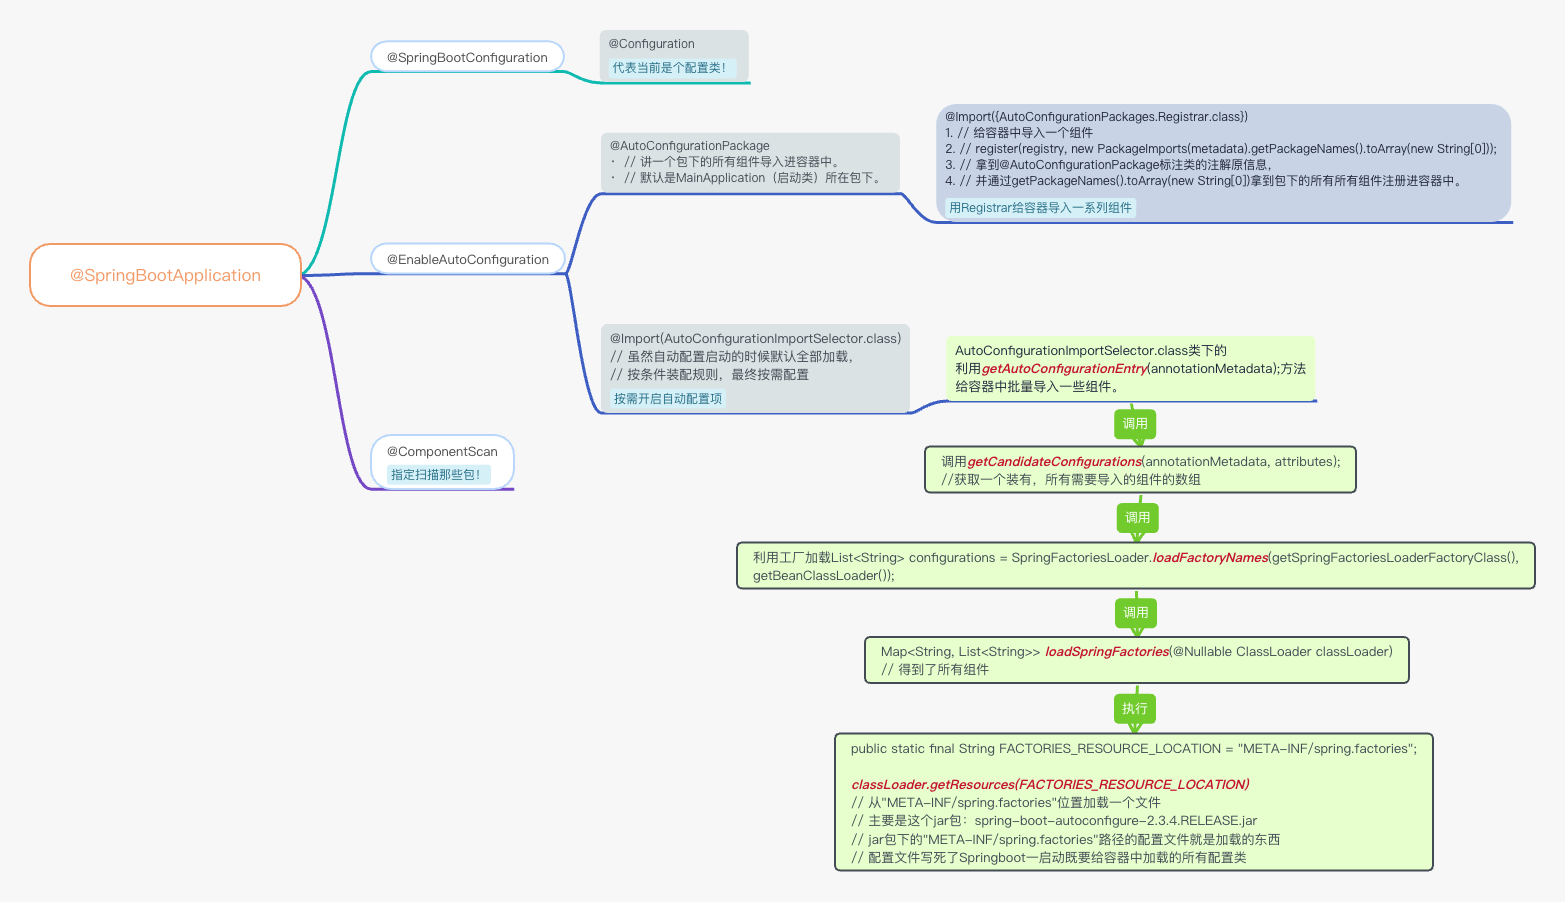 @SpringBootApplication
@SpringBootConfiguration
@Configuration
代表当前是个配置类！
@EnableAutoConfiguration
@AutoConfigurationPackage
· // 讲一个包下的所有组件导入进容器中。
· // 默认是MainApplication（启动类）所在包下。
@Import({AutoConfigurationPackages.Registrar.class})
1. // 给容器中导入一个组件
2. // register(registry, new PackageImports(metadata).getPackageNames().toArray(new String[0]));
3. // 拿到@AutoConfigurationPackage标注类的注解原信息，
4. // 并通过getPackageNames().toArray(new String[0])拿到包下的所有所有组件注册进容器中。
用Registrar给容器导入一系列组件
@Import(AutoConfigurationImportSelector.class)
// 虽然自动配置启动的时候默认全部加载，
// 按条件装配规则，最终按需配置
按需开启自动配置项
AutoConfigurationImportSelector.class类下的
利用getAutoConfigurationEntry(annotationMetadata);方法
给容器中批量导入一些组件。
调用
调用getCandidateConfigurations(annotationMetadata, attributes);
//获取一个装有，所有需要导入的组件的数组
调用
利用工厂加载List<String> configurations = SpringFactoriesLoader.loadFactoryNames(getSpringFactoriesLoaderFactoryClass(),
getBeanClassLoader());
调用
Map<String, List<String>> loadSpringFactories(@Nullable ClassLoader classLoader)
// 得到了所有组件
执行
public static final String FACTORIES_RESOURCE_LOCATION = "META-INF/spring.factories";
classLoader.getResources(FACTORIES_RESOURCE_LOCATION)
// 从"META-INF/spring.factories"位置加载一个文件
// 主要是这个jar包：spring-boot-autoconfigure-2.3.4.RELEASE.jar
// jar包下的"META-INF/spring.factories"路径的配置文件就是加载的东西
// 配置文件写死了Springboot一启动既要给容器中加载的所有配置类
@ComponentScan
指定扫描那些包！